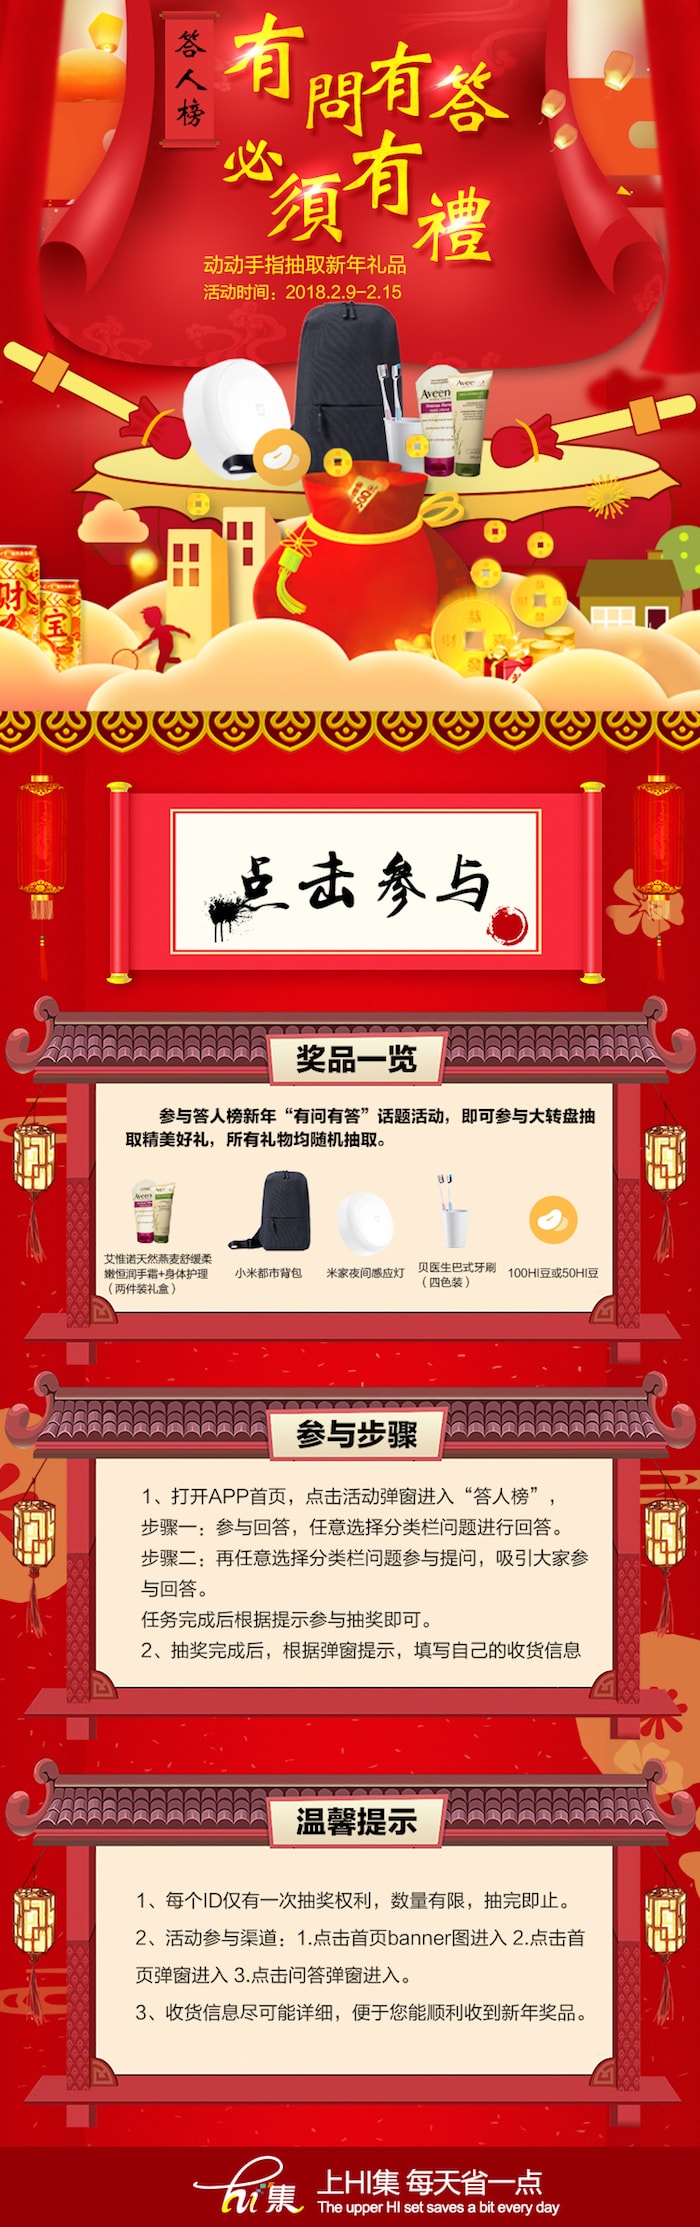 答人榜
有問有答
必須有禮
动动手指抽取新年礼品
活动时间：2018.2.9-2.15
Aveen
Aveen
财
宝
点击参与
奖品一览
参与答人榜新年“有问有答”话题活动，即可参与大转盘抽
取精美好礼，所有礼物均随机抽取。
艾惟诺天然燕麦舒缓柔
嫩恒润手霜+身体护理
（两件装礼盒）
小米都市背包
米家夜间感应灯
贝医生巴式牙刷
（四色装）
100HI豆或50HI豆
参与步骤
1、打开APP首页，点击活动弹窗进入“答人榜”，
步骤一：参与回答，任意选择分类栏问题进行回答。
步骤二：再任意选择分类栏问题参与提问，吸引大家参
与回答。
任务完成后根据提示参与抽奖即可。
2、抽奖完成后，根据弹窗提示，填写自己的收货信息
温馨提示
1、每个ID仅有一次抽奖权利，数量有限，抽完即止。
2、活动参与渠道：1.点击首页banner图进入 2.点击首
页弹窗进入 3.点击问答弹窗进入。
3、收货信息尽可能详细，便于您能顺利收到新年奖品。
hi集
上HI集 每天省一点
The upper HI set saves a bit every day